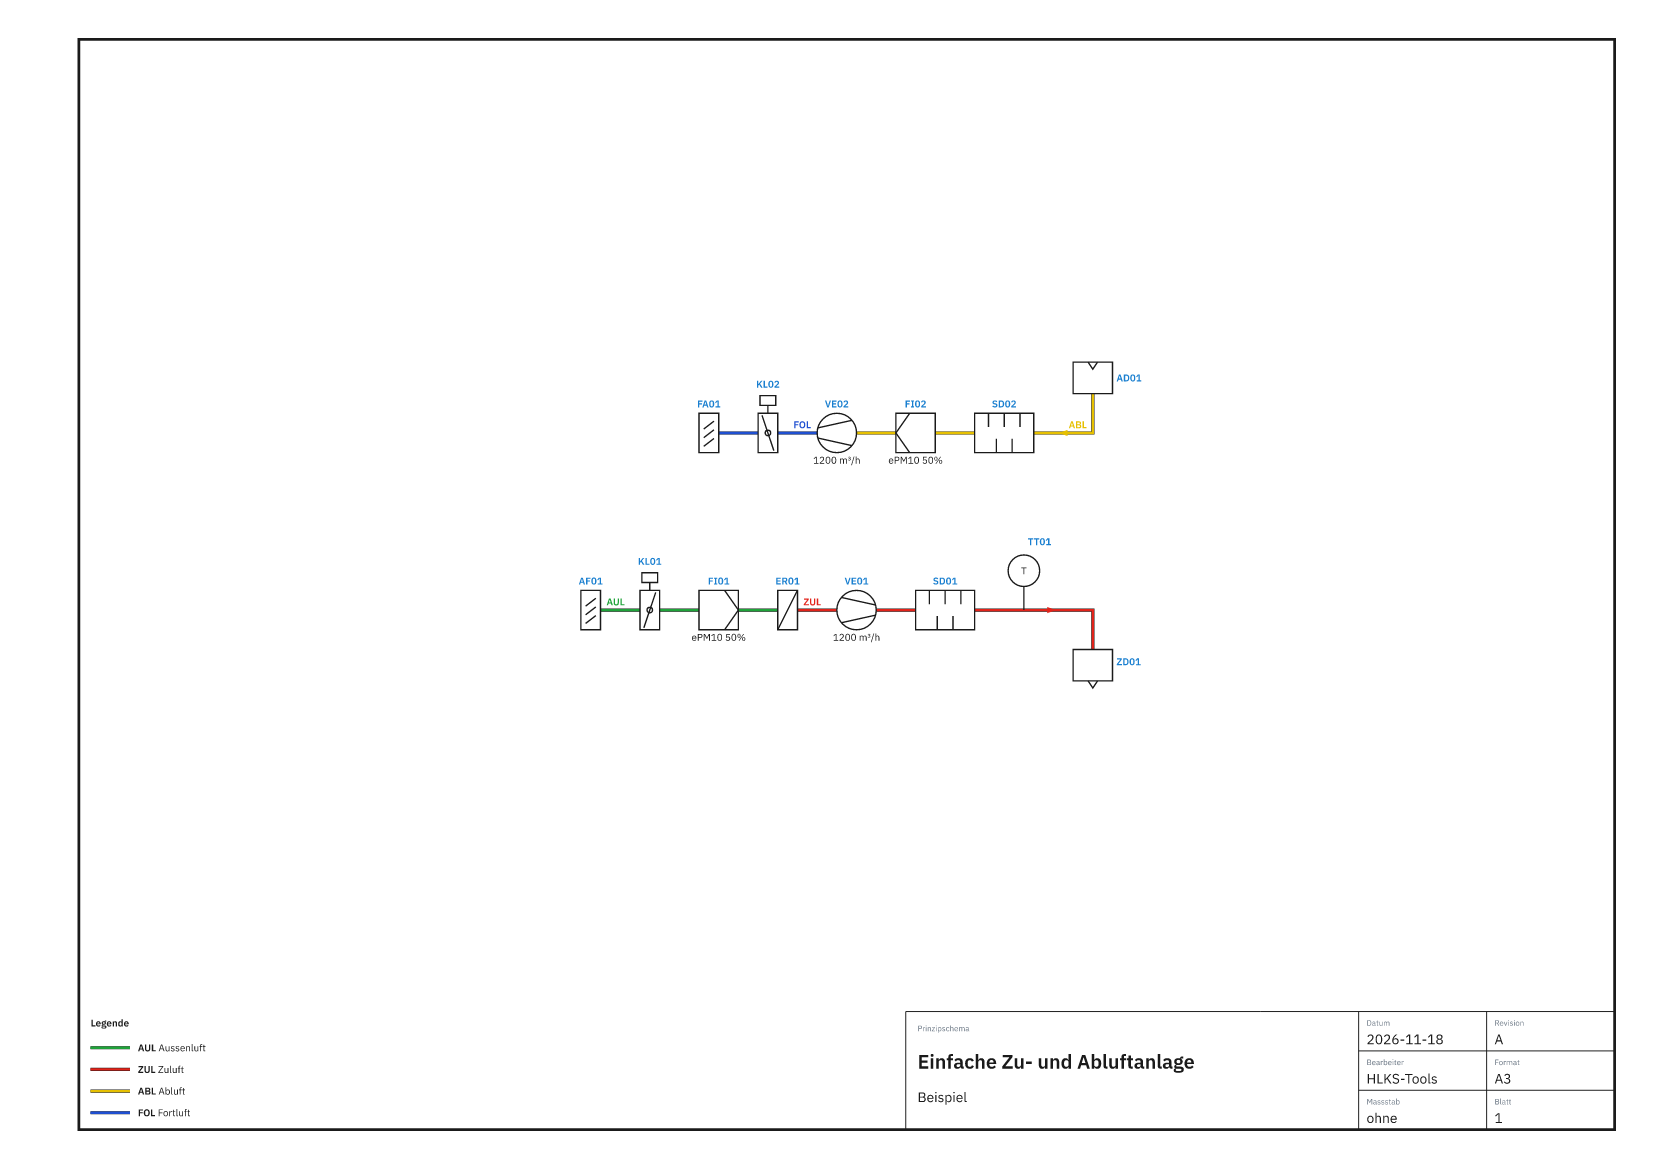 AD01
KL02
FA01
VE02
FI02
SD02
FOL
ABL
1200 m³/h
ePM10 50%
TT01
KL01
T
AF01
FI01
ER01
VE01
SD01
AUL
ZUL
ePM10 50%
1200 m³/h
ZD01
Legende
AUL Aussenluft
ZUL Zuluft
ABL Abluft
FOL Fortluft
Prinzipschema
Einfache Zu- und Abluftanlage
Beispiel
Datum
2026-11-18
Revision
A
Bearbeiter
HLKS-Tools
Format
A3
Massstab
ohne
Blatt
1